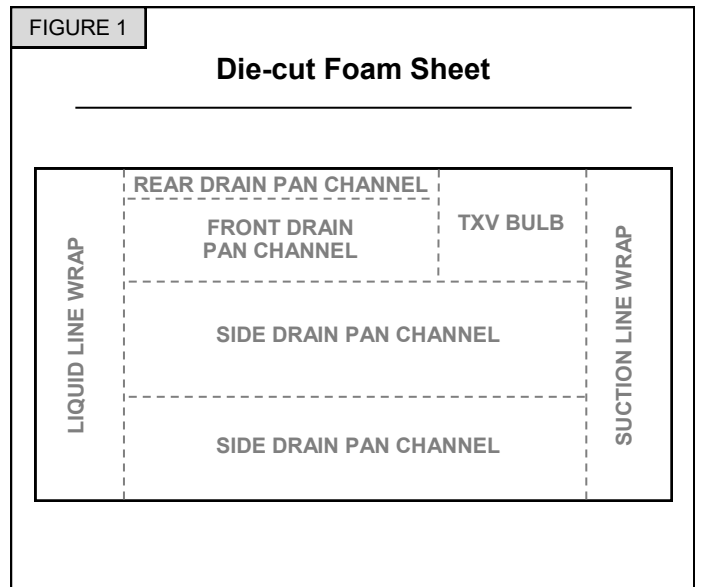 FIGURE 1
Die-cut Foam Sheet
LIQUID LINE WRAP
REAR DRAIN PAN CHANNEL
FRONT DRAIN
PAN CHANNEL
TXV BULB
SIDE DRAIN PAN CHANNEL
SIDE DRAIN PAN CHANNEL
SUCTION LINE WRAP